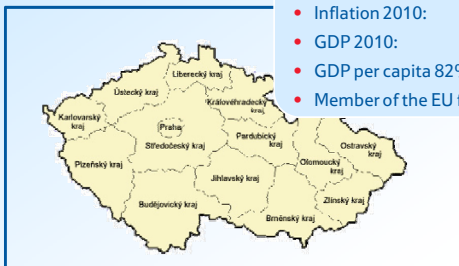 • Inflation 2010:
• GDP 2010:
• GDP per capita 82%
• Member of the EU f
Liberecký kraj
Ústecký kraj
Královéhradecký
kraj
Karlovarský
kraj
Praha
Středočeský kraj
Pardubický
kraj
Ostravský
kraj
Olomoucký
kraj
Plzeňský kraj
Jihlavský kraj
Zlínský kraj
Budějovický kraj
Brněnský kraj